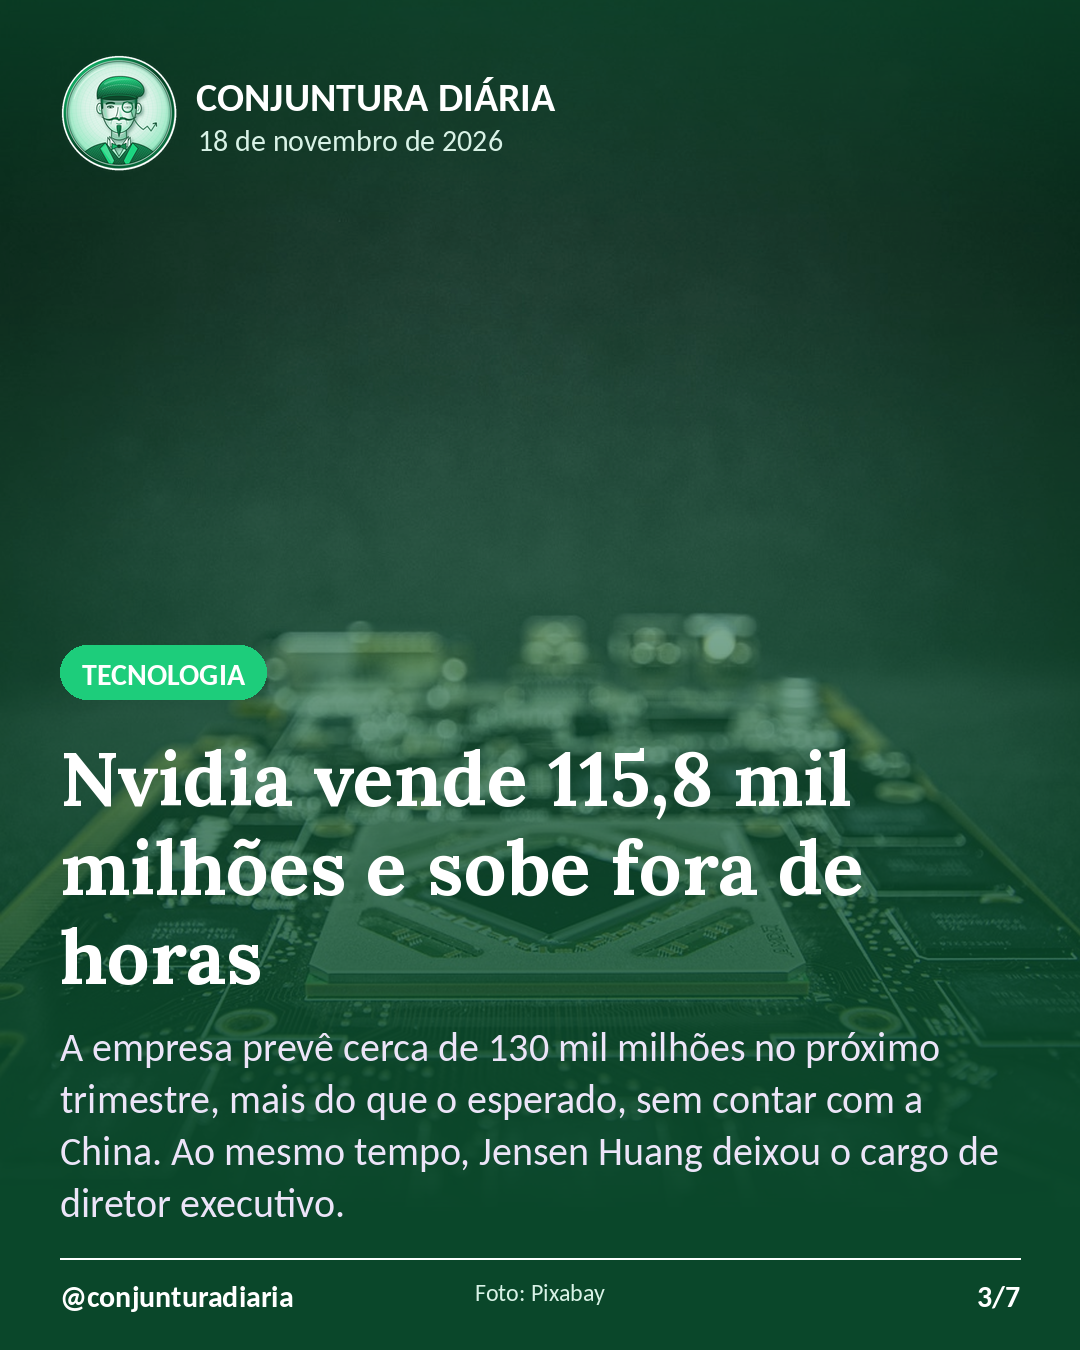 CONJUNTURA DIÁRIA
18 de novembro de 2026
TECNOLOGIA
Nvidia vende 115,8 mil
milhões e sobe fora de
horas
A empresa prevê cerca de 130 mil milhões no próximo
trimestre, mais do que o esperado, sem contar com a
China. Ao mesmo tempo, Jensen Huang deixou o cargo de
diretor executivo.
@conjunturadiaria
Foto: Pixabay
3/7